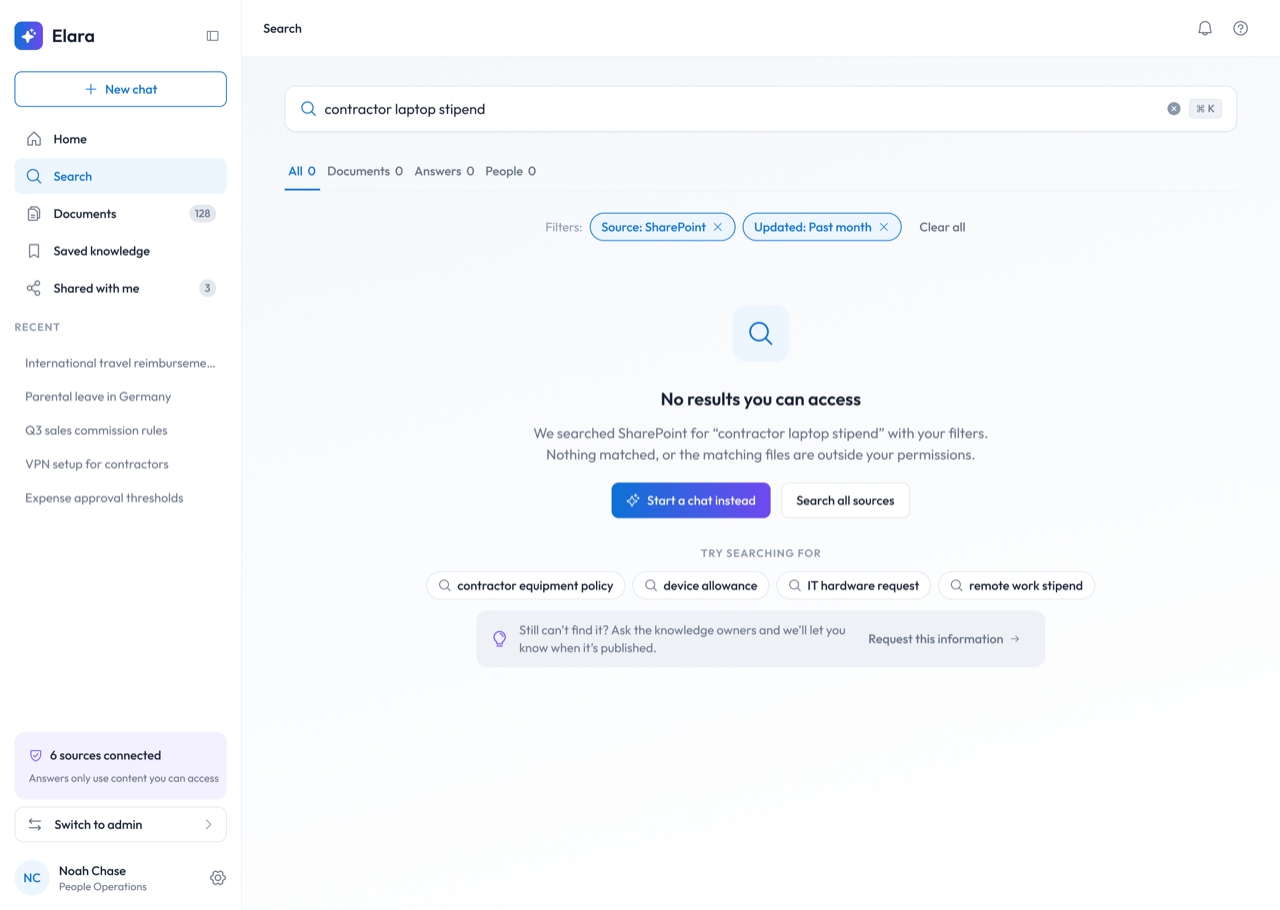 Elara
New chat
Home
Search
Documents 128
Saved knowledge
Shared with me 3
RECENT
International travel reimburseme...
Parental leave in Germany
Q3 sales commission rules
VPN setup for contractors
Expense approval thresholds
6 sources connected
Answers only use content you can access
Switch to admin
NC
Noah Chase
People Operations
Search
contractor laptop stipend ⌘ K
All 0 Documents 0 Answers 0 People 0
Filters: Source: SharePoint Updated: Past month Clear all
No results you can access
We searched SharePoint for “contractor laptop stipend” with your filters.
Nothing matched, or the matching files are outside your permissions.
Start a chat instead Search all sources
TRY SEARCHING FOR
contractor equipment policy device allowance IT hardware request remote work stipend
Still can’t find it? Ask the knowledge owners and we’ll let you
know when it’s published.
Request this information →